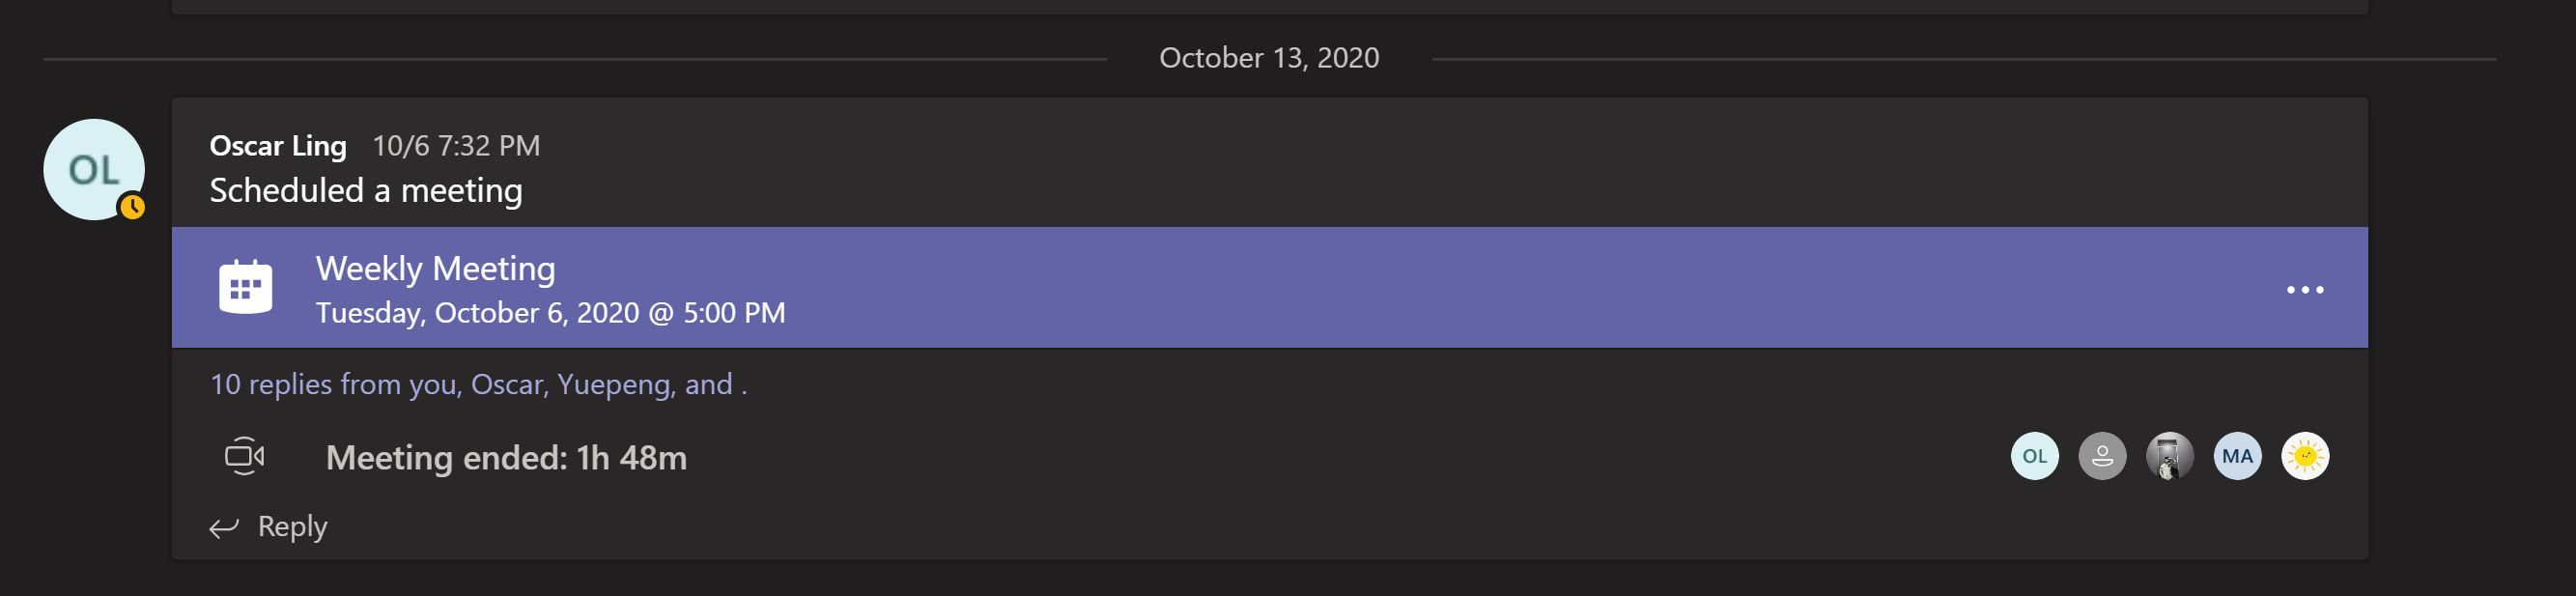 October 13, 2020
OL
Oscar Ling 10/6 7:32 PM
Scheduled a meeting
Weekly Meeting
Tuesday, October 6, 2020 @ 5:00 PM
10 replies from you, Oscar, Yuepeng, and .
Meeting ended: 1h 48m
OL MA
Reply